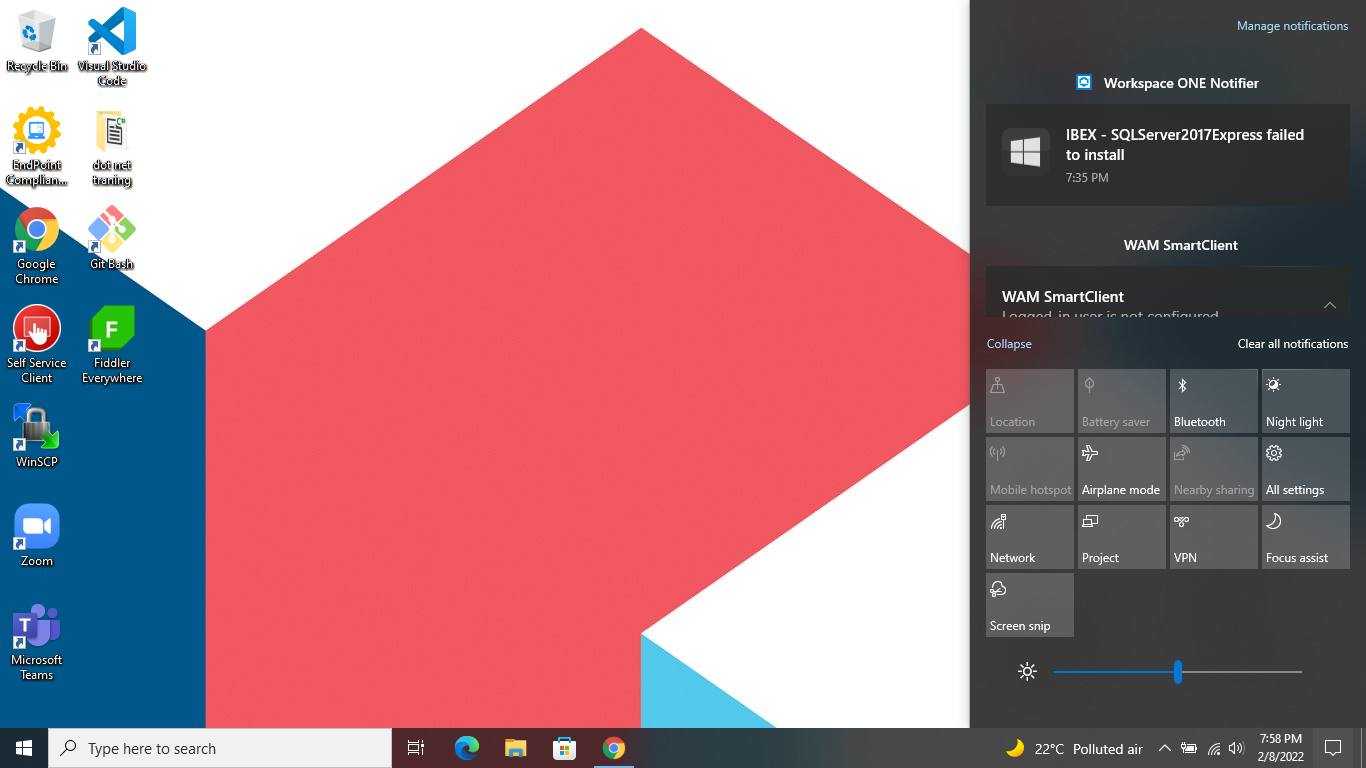 Recycle Bin
Visual Studio
Code
EndPoint
Complian...
dot net
traning
Google
Chrome
Git Bash
Self Service
Client
Fiddler
Everywhere
WinSCP
Zoom
Microsoft
Teams
Manage notifications
Workspace ONE Notifier
IBEX - SQLServer2017Express failed
to install
7:35 PM
WAM SmartClient
WAM SmartClient
Logged-in user is not configured
Collapse
Clear all notifications
Location
Battery saver
Bluetooth
Night light
Mobile hotspot
Airplane mode
Nearby sharing
All settings
Network
Project
VPN
Focus assist
Screen snip
Type here to search
22°C Polluted air
7:58 PM
2/8/2022